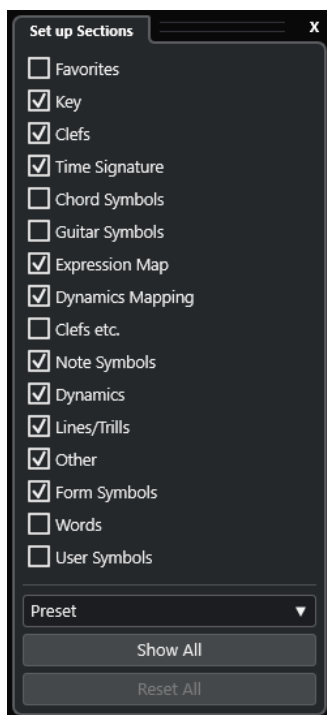 Set up Sections X
Favorites
Key
Clefs
Time Signature
Chord Symbols
Guitar Symbols
Expression Map
Dynamics Mapping
Clefs etc.
Note Symbols
Dynamics
Lines/Trills
Other
Form Symbols
Words
User Symbols
Preset
Show All
Reset All